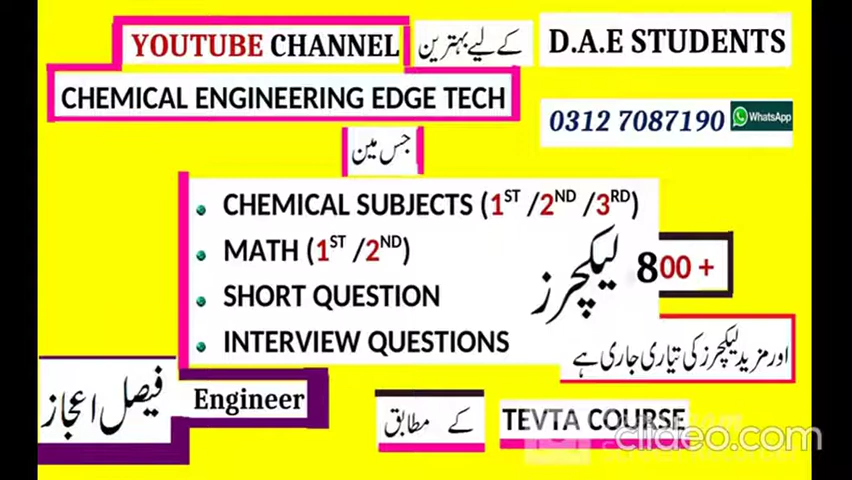 D.A.E STUDENTS کے لیے بہترین YOUTUBE CHANNEL
CHEMICAL ENGINEERING EDGE TECH
0312 7087190 WhatsApp
جس مین
• CHEMICAL SUBJECTS (1ST /2ND /3RD)
• MATH (1ST /2ND)
• SHORT QUESTION
• INTERVIEW QUESTIONS
800 + لیکچرز
اور مزید لیکچرز کی تیاری جاری ہے
Engineer فیصل اعجاز
TEVTA COURSE کے مطابق
clideo.com